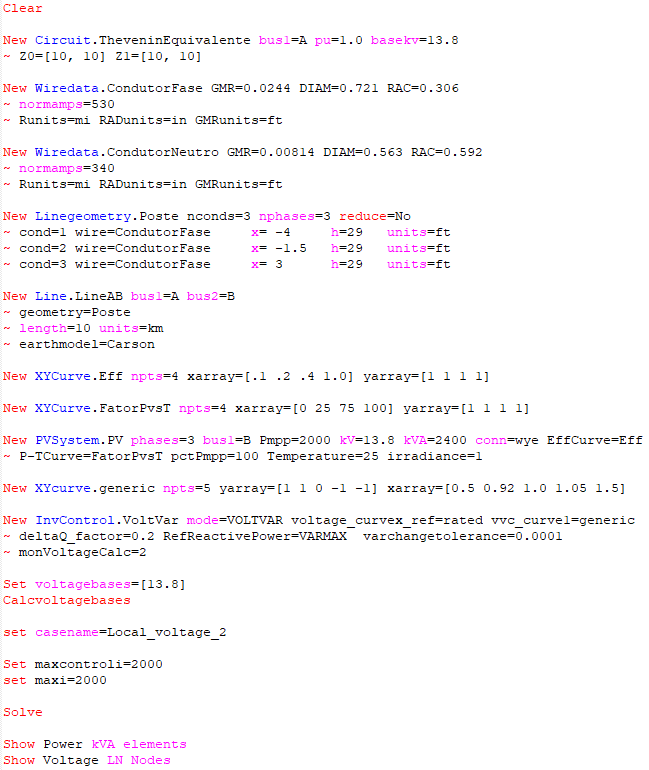 Clear
New Circuit.TheveninEquivalente bus1=A pu=1.0 basekv=13.8
~ Z0=[10, 10] Z1=[10, 10]
New Wiredata.CondutorFase GMR=0.0244 DIAM=0.721 RAC=0.306
~ normamps=530
~ Runits=mi RADunits=in GMRunits=ft
New Wiredata.CondutorNeutro GMR=0.00814 DIAM=0.563 RAC=0.592
~ normamps=340
~ Runits=mi RADunits=in GMRunits=ft
New Linegeometry.Poste nconds=3 nphases=3 reduce=No
~ cond=1 wire=CondutorFase x= -4 h=29 units=ft
~ cond=2 wire=CondutorFase x= -1.5 h=29 units=ft
~ cond=3 wire=CondutorFase x= 3 h=29 units=ft
New Line.LineAB bus1=A bus2=B
~ geometry=Poste
~ length=10 units=km
~ earthmodel=Carson
New XYCurve.Eff npts=4 xarray=[.1 .2 .4 1.0] yarray=[1 1 1 1]
New XYCurve.FatorPvsT npts=4 xarray=[0 25 75 100] yarray=[1 1 1 1]
New PVSystem.PV phases=3 bus1=B Pmpp=2000 kV=13.8 kVA=2400 conn=wye EffCurve=Eff
~ P-TCurve=FatorPvsT pctPmpp=100 Temperature=25 irradiance=1
New XYcurve.generic npts=5 yarray=[1 1 0 -1 -1] xarray=[0.5 0.92 1.0 1.05 1.5]
New InvControl.VoltVar mode=VOLTVAR voltage_curvex_ref=rated vvc_curve1=generic
~ deltaQ_factor=0.2 RefReactivePower=VARMAX varchangetolerance=0.0001
~ monVoltageCalc=2
Set voltagebases=[13.8]
Calcvoltagebases
set casename=Local_voltage_2
Set maxcontroli=2000
set maxi=2000
Solve
Show Power kVA elements
Show Voltage LN Nodes